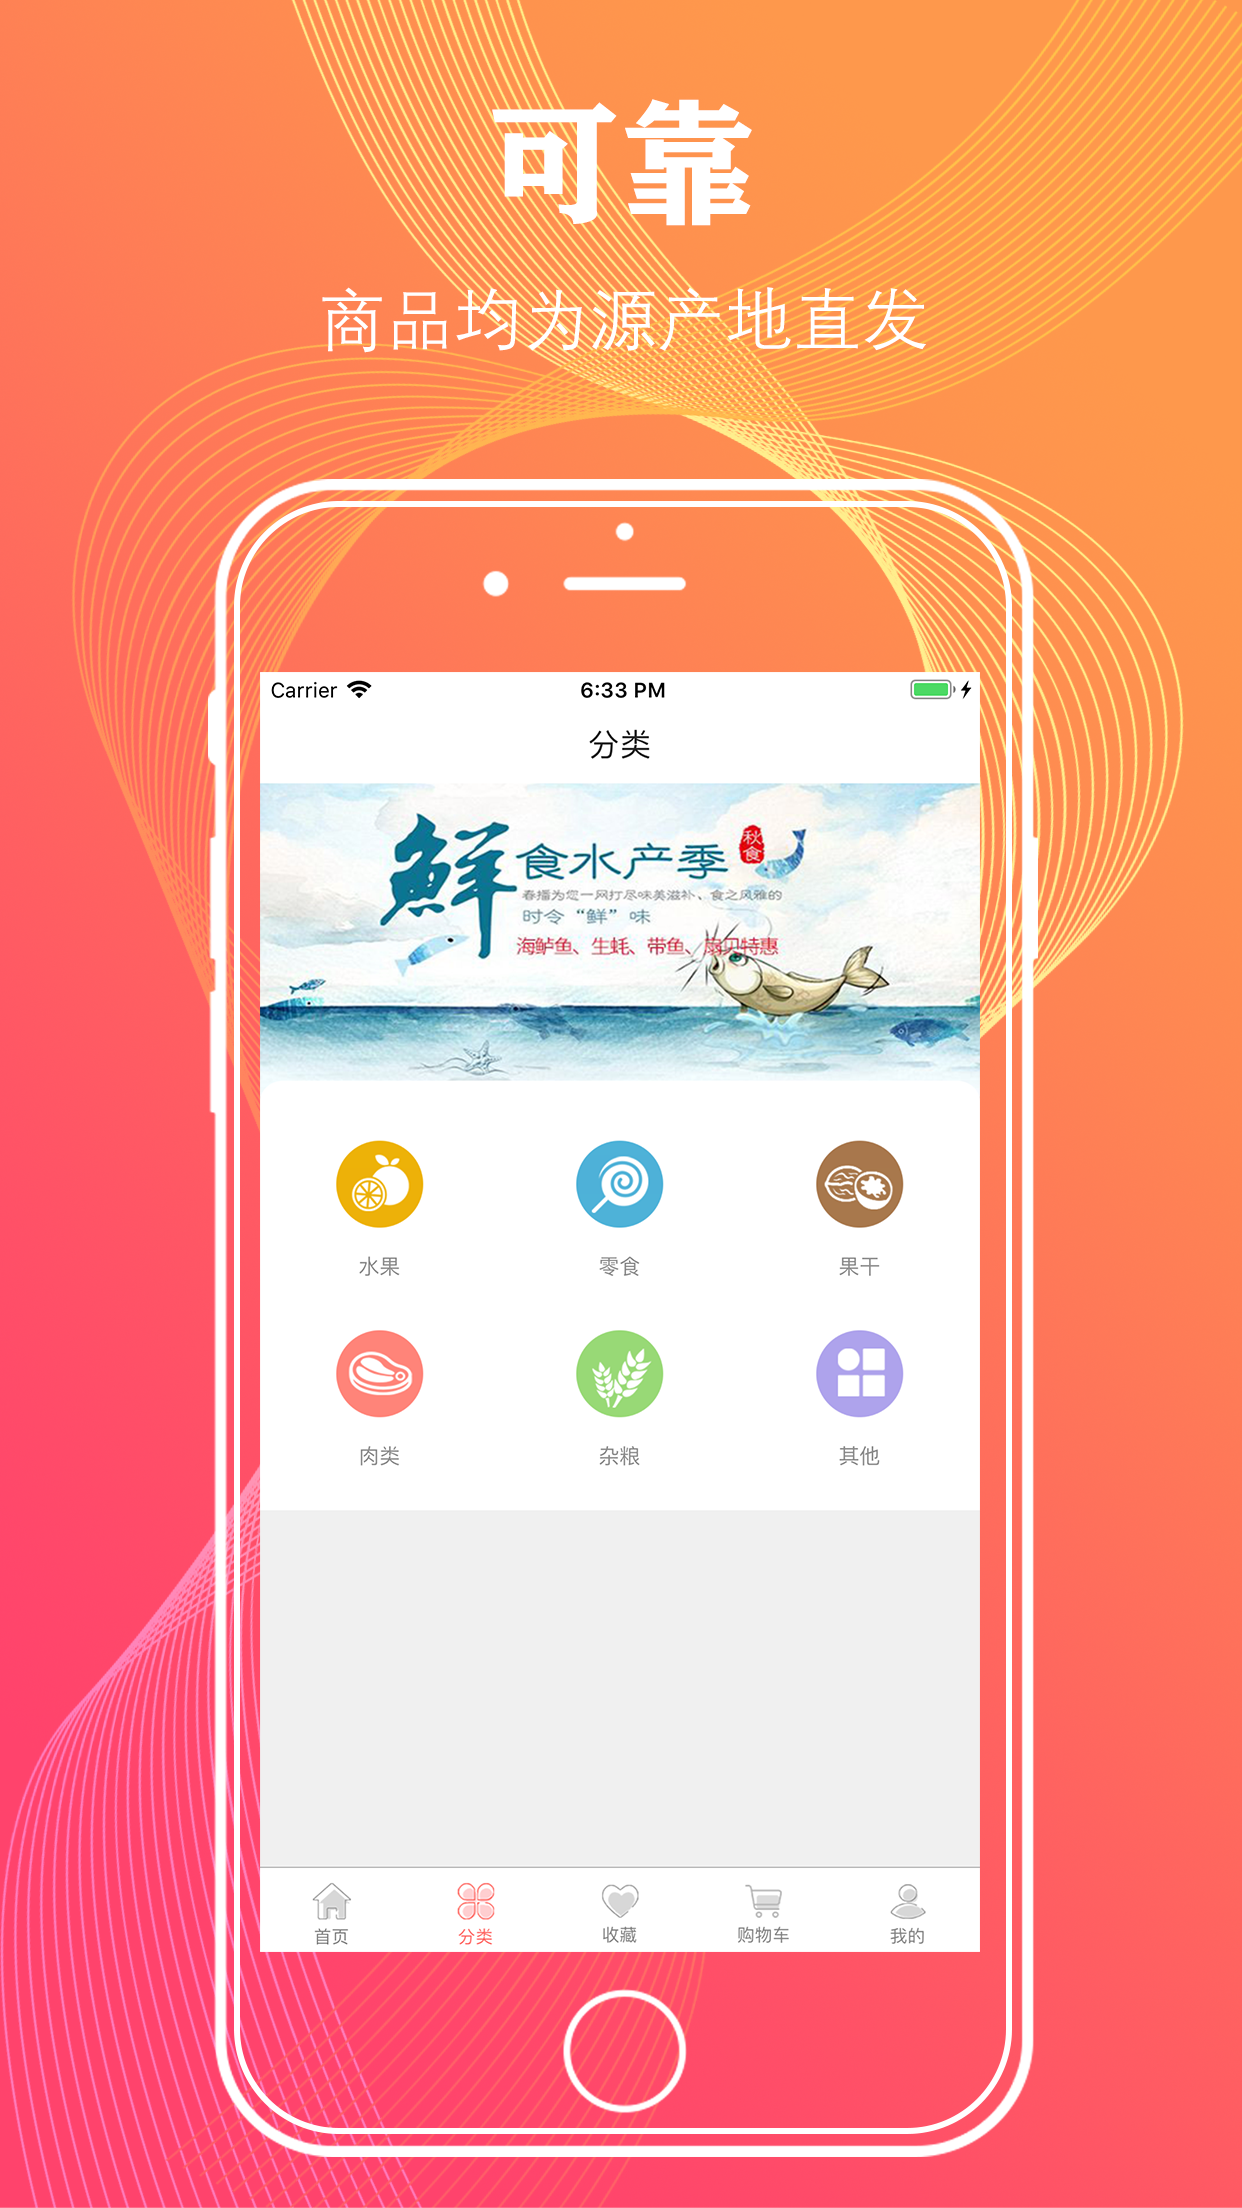 可靠
商品均为源产地直发
Carrier 6:33 PM
分类
鲜
食水产季
秋食
春播为您一网打尽味美滋补、食之风雅的
时令“鲜”味
海鲈鱼、生蚝、带鱼、扇贝特惠
水果 零食 果干
肉类 杂粮 其他
首页 分类 收藏 购物车 我的